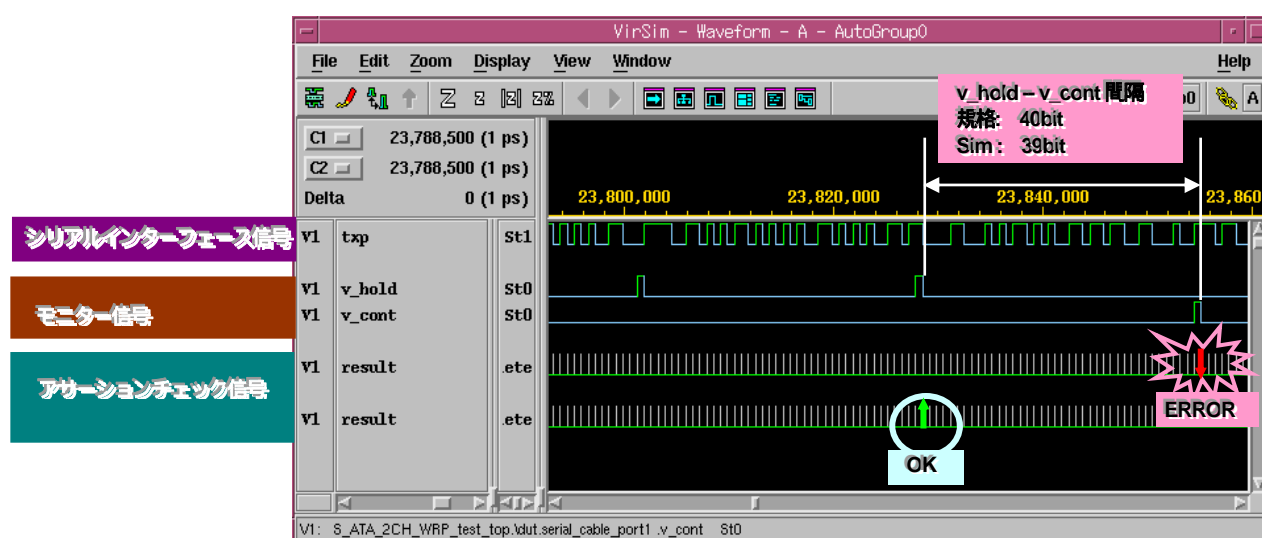 VirSim - Waveform - A - AutoGroup0
File Edit Zoom Display View Window Help
v_hold – v_cont 間隔
規格: 40bit
Sim : 39bit
C1 23,788,500 (1 ps)
C2 23,788,500 (1 ps)
Delta 0 (1 ps)
23,800,000 23,820,000 23,840,000 23,860
シリアルインターフェース信号
V1 txp St1
モニター信号
V1 v_hold St0
V1 v_cont St0
アサーションチェック信号
V1 result .ete
V1 result .ete
ERROR
OK
V1: S_ATA_2CH_WRP_test_top.\dut.serial_cable_port1 .v_cont St0